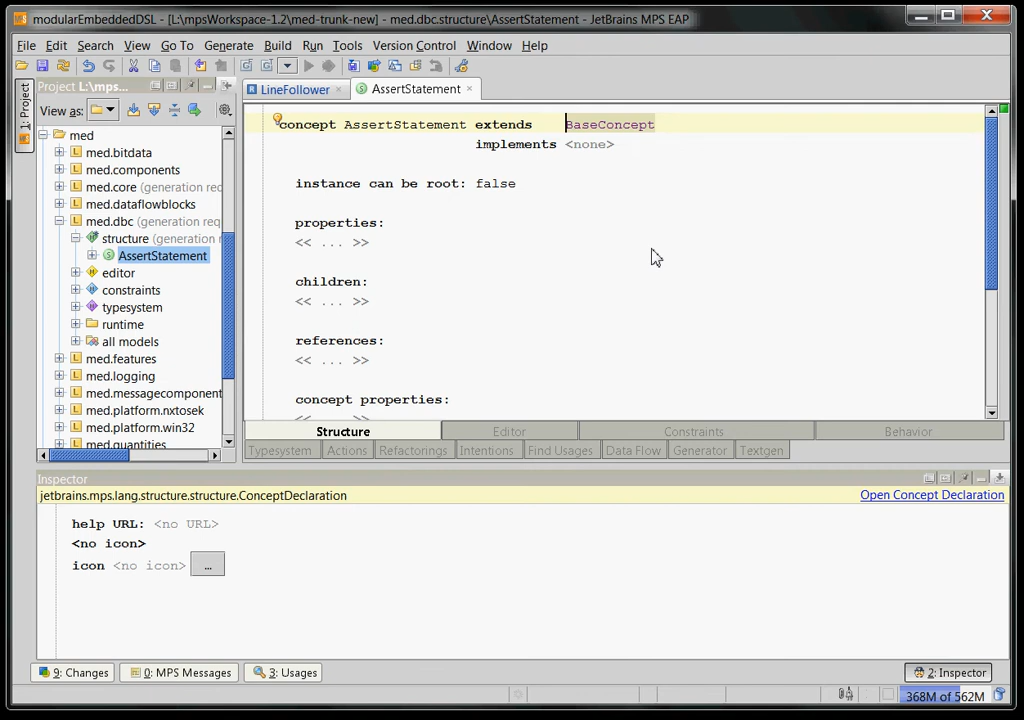 modularEmbeddedDSL - [L:\mpsWorkspace-1.2\med-trunk-new] - med.dbc.structure\AssertStatement - JetBrains MPS EAP
File Edit Search View Go To Generate Build Run Tools Version Control Window Help
1: Project
Project L:\mps...
LineFollower
AssertStatement
View as:
med
med.bitdata
med.components
med.core (generation req
med.dataflowblocks
med.dbc (generation req
structure (generation r
AssertStatement
editor
constraints
typesystem
runtime
all models
med.features
med.logging
med.messagecomponent
med.platform.nxtosek
med.platform.win32
med.quantities
concept AssertStatement extends BaseConcept
implements <none>
instance can be root: false
properties:
<< ... >>
children:
<< ... >>
references:
<< ... >>
concept properties:
<< ... >>
Structure Editor Constraints Behavior
Typesystem Actions Refactorings Intentions Find Usages Data Flow Generator Textgen
Inspector
jetbrains.mps.lang.structure.structure.ConceptDeclaration Open Concept Declaration
help URL: <no URL>
<no icon>
icon <no icon> ...
9: Changes 0: MPS Messages 3: Usages 2: Inspector
368M of 562M